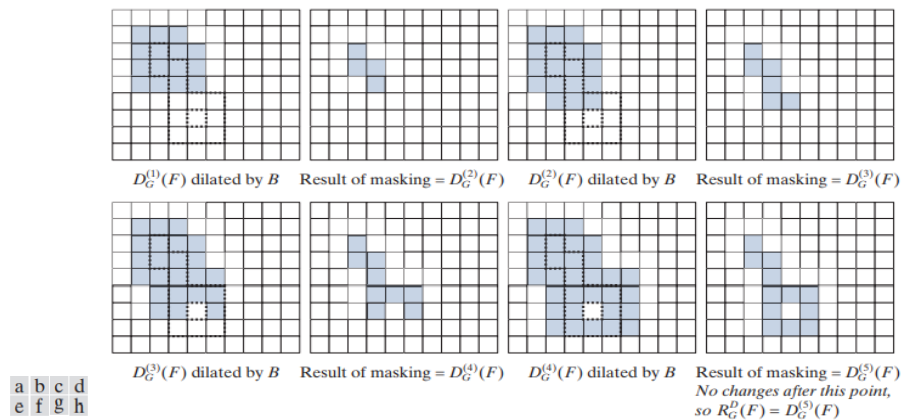 $D_G^{(1)}(F)$ dilated by $B$
Result of masking = $D_G^{(2)}(F)$
$D_G^{(2)}(F)$ dilated by $B$
Result of masking = $D_G^{(3)}(F)$
$D_G^{(3)}(F)$ dilated by $B$
Result of masking = $D_G^{(4)}(F)$
$D_G^{(4)}(F)$ dilated by $B$
Result of masking = $D_G^{(5)}(F)$
No changes after this point,
so $R_G^D(F) = D_G^{(5)}(F)$
a b c d
e f g h